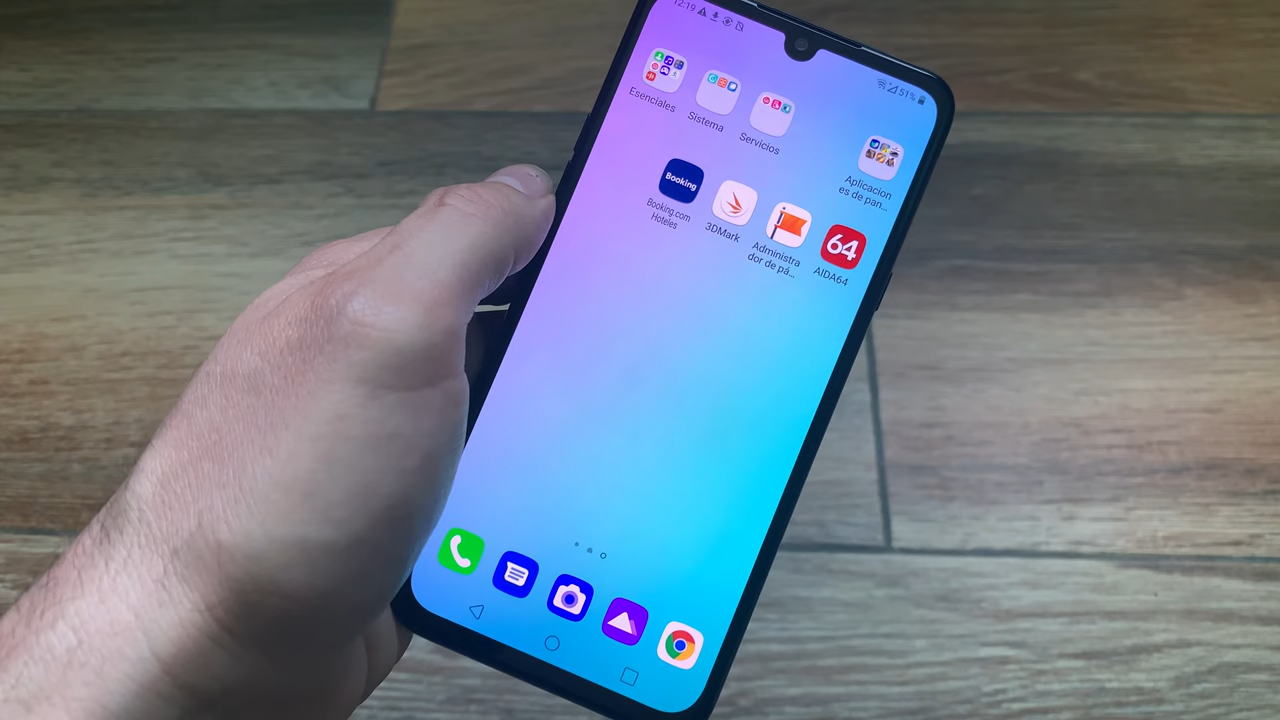 12:19
51%
Esenciales
Sistema
Servicios
Aplicacion
es de pan...
Booking
Booking.com
Hoteles
3DMark
Administra
dor de pá...
64
AIDA64